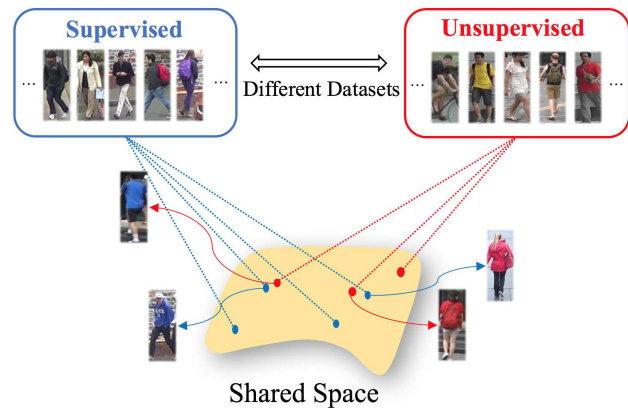 Supervised
Unsupervised
... ...
Different Datasets
... ...
Shared Space